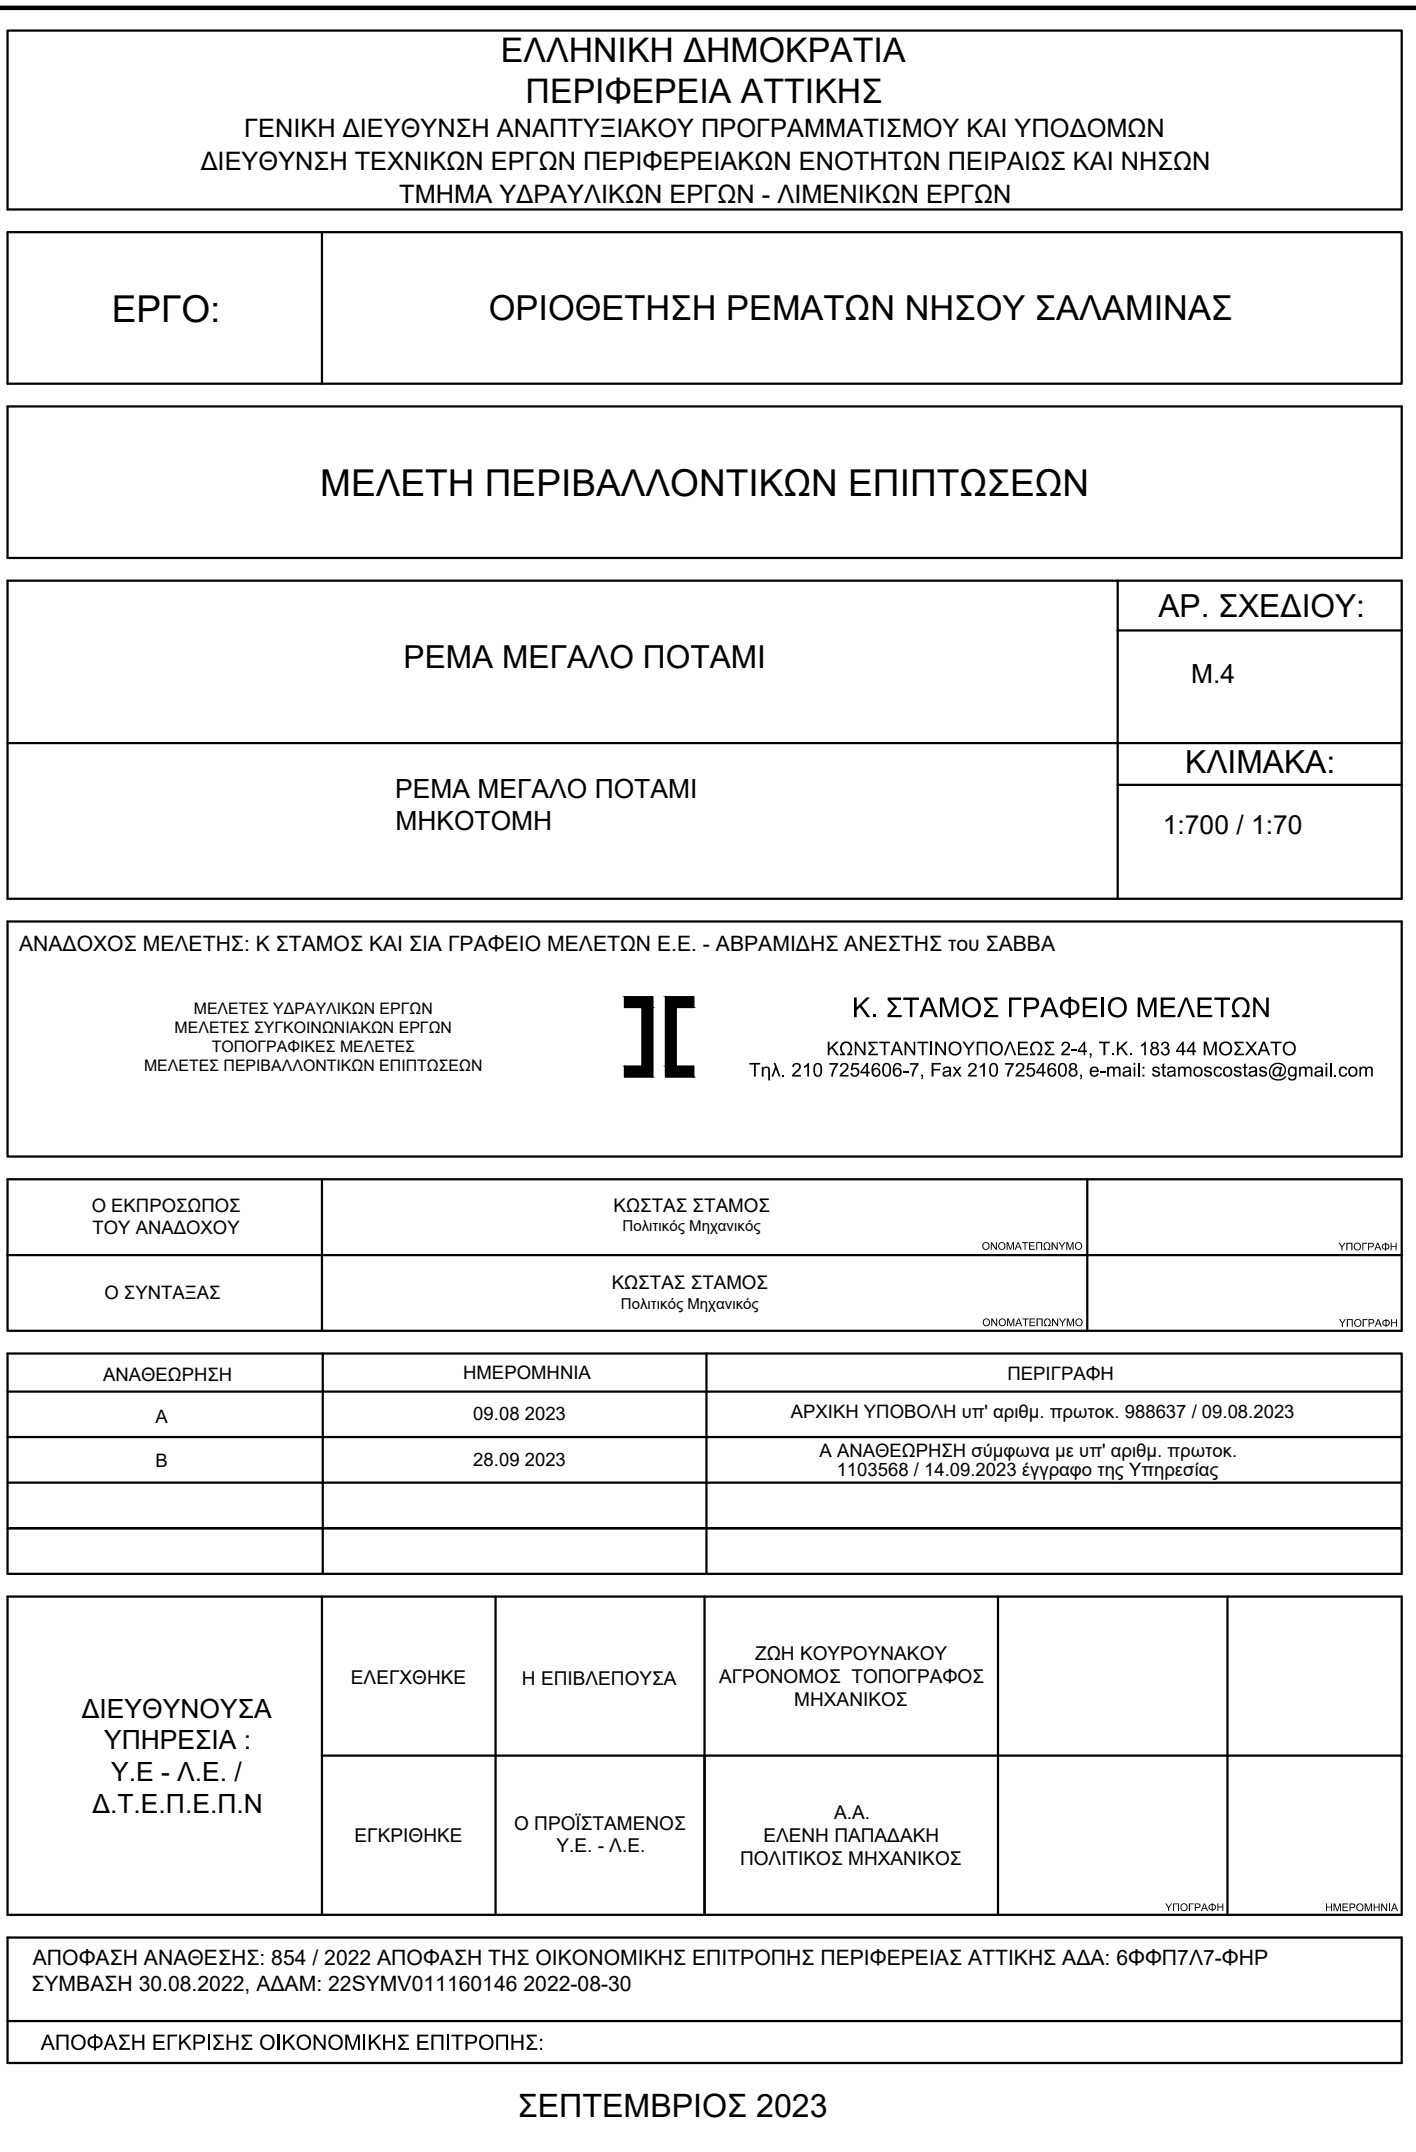 ΕΛΛΗΝΙΚΗ ΔΗΜΟΚΡΑΤΙΑ
ΠΕΡΙΦΕΡΕΙΑ ΑΤΤΙΚΗΣ
ΓΕΝΙΚΗ ΔΙΕΥΘΥΝΣΗ ΑΝΑΠΤΥΞΙΑΚΟΥ ΠΡΟΓΡΑΜΜΑΤΙΣΜΟΥ ΚΑΙ ΥΠΟΔΟΜΩΝ
ΔΙΕΥΘΥΝΣΗ ΤΕΧΝΙΚΩΝ ΕΡΓΩΝ ΠΕΡΙΦΕΡΕΙΑΚΩΝ ΕΝΟΤΗΤΩΝ ΠΕΙΡΑΙΩΣ ΚΑΙ ΝΗΣΩΝ
ΤΜΗΜΑ ΥΔΡΑΥΛΙΚΩΝ ΕΡΓΩΝ - ΛΙΜΕΝΙΚΩΝ ΕΡΓΩΝ
ΕΡΓΟ:
ΟΡΙΟΘΕΤΗΣΗ ΡΕΜΑΤΩΝ ΝΗΣΟΥ ΣΑΛΑΜΙΝΑΣ
ΜΕΛΕΤΗ ΠΕΡΙΒΑΛΛΟΝΤΙΚΩΝ ΕΠΙΠΤΩΣΕΩΝ
ΡΕΜΑ ΜΕΓΑΛΟ ΠΟΤΑΜΙ
ΑΡ. ΣΧΕΔΙΟΥ:
Μ.4
ΡΕΜΑ ΜΕΓΑΛΟ ΠΟΤΑΜΙ
ΜΗΚΟΤΟΜΗ
ΚΛΙΜΑΚΑ:
1:700 / 1:70
ΑΝΑΔΟΧΟΣ ΜΕΛΕΤΗΣ: Κ ΣΤΑΜΟΣ ΚΑΙ ΣΙΑ ΓΡΑΦΕΙΟ ΜΕΛΕΤΩΝ Ε.Ε. - ΑΒΡΑΜΙΔΗΣ ΑΝΕΣΤΗΣ του ΣΑΒΒΑ
ΜΕΛΕΤΕΣ ΥΔΡΑΥΛΙΚΩΝ ΕΡΓΩΝ
ΜΕΛΕΤΕΣ ΣΥΓΚΟΙΝΩΝΙΑΚΩΝ ΕΡΓΩΝ
ΤΟΠΟΓΡΑΦΙΚΕΣ ΜΕΛΕΤΕΣ
ΜΕΛΕΤΕΣ ΠΕΡΙΒΑΛΛΟΝΤΙΚΩΝ ΕΠΙΠΤΩΣΕΩΝ
Κ. ΣΤΑΜΟΣ ΓΡΑΦΕΙΟ ΜΕΛΕΤΩΝ
ΚΩΝΣΤΑΝΤΙΝΟΥΠΟΛΕΩΣ 2-4, Τ.Κ. 183 44 ΜΟΣΧΑΤΟ
Τηλ. 210 7254606-7, Fax 210 7254608, e-mail: stamoscostas@gmail.com
Ο ΕΚΠΡΟΣΩΠΟΣ
ΤΟΥ ΑΝΑΔΟΧΟΥ
ΚΩΣΤΑΣ ΣΤΑΜΟΣ
Πολιτικός Μηχανικός
ΟΝΟΜΑΤΕΠΩΝΥΜΟ
ΥΠΟΓΡΑΦΗ
Ο ΣΥΝΤΑΞΑΣ
ΚΩΣΤΑΣ ΣΤΑΜΟΣ
Πολιτικός Μηχανικός
ΟΝΟΜΑΤΕΠΩΝΥΜΟ
ΥΠΟΓΡΑΦΗ
ΑΝΑΘΕΩΡΗΣΗ
ΗΜΕΡΟΜΗΝΙΑ
ΠΕΡΙΓΡΑΦΗ
Α
09.08 2023
ΑΡΧΙΚΗ ΥΠΟΒΟΛΗ υπ' αριθμ. πρωτοκ. 988637 / 09.08.2023
Β
28.09 2023
Α ΑΝΑΘΕΩΡΗΣΗ σύμφωνα με υπ' αριθμ. πρωτοκ.
1103568 / 14.09.2023 έγγραφο της Υπηρεσίας
ΔΙΕΥΘΥΝΟΥΣΑ
ΥΠΗΡΕΣΙΑ :
Υ.Ε - Λ.Ε. /
Δ.Τ.Ε.Π.Ε.Π.Ν
ΕΛΕΓΧΘΗΚΕ
Η ΕΠΙΒΛΕΠΟΥΣΑ
ΖΩΗ ΚΟΥΡΟΥΝΑΚΟΥ
ΑΓΡΟΝΟΜΟΣ ΤΟΠΟΓΡΑΦΟΣ
ΜΗΧΑΝΙΚΟΣ
ΕΓΚΡΙΘΗΚΕ
Ο ΠΡΟΪΣΤΑΜΕΝΟΣ
Υ.Ε. - Λ.Ε.
Α.Α.
ΕΛΕΝΗ ΠΑΠΑΔΑΚΗ
ΠΟΛΙΤΙΚΟΣ ΜΗΧΑΝΙΚΟΣ
ΥΠΟΓΡΑΦΗ
ΗΜΕΡΟΜΗΝΙΑ
ΑΠΟΦΑΣΗ ΑΝΑΘΕΣΗΣ: 854 / 2022 ΑΠΟΦΑΣΗ ΤΗΣ ΟΙΚΟΝΟΜΙΚΗΣ ΕΠΙΤΡΟΠΗΣ ΠΕΡΙΦΕΡΕΙΑΣ ΑΤΤΙΚΗΣ ΑΔΑ: 6ΦΦΠ7Λ7-ΦΗΡ
ΣΥΜΒΑΣΗ 30.08.2022, ΑΔΑΜ: 22SYMV011160146 2022-08-30
ΑΠΟΦΑΣΗ ΕΓΚΡΙΣΗΣ ΟΙΚΟΝΟΜΙΚΗΣ ΕΠΙΤΡΟΠΗΣ:
ΣΕΠΤΕΜΒΡΙΟΣ 2023